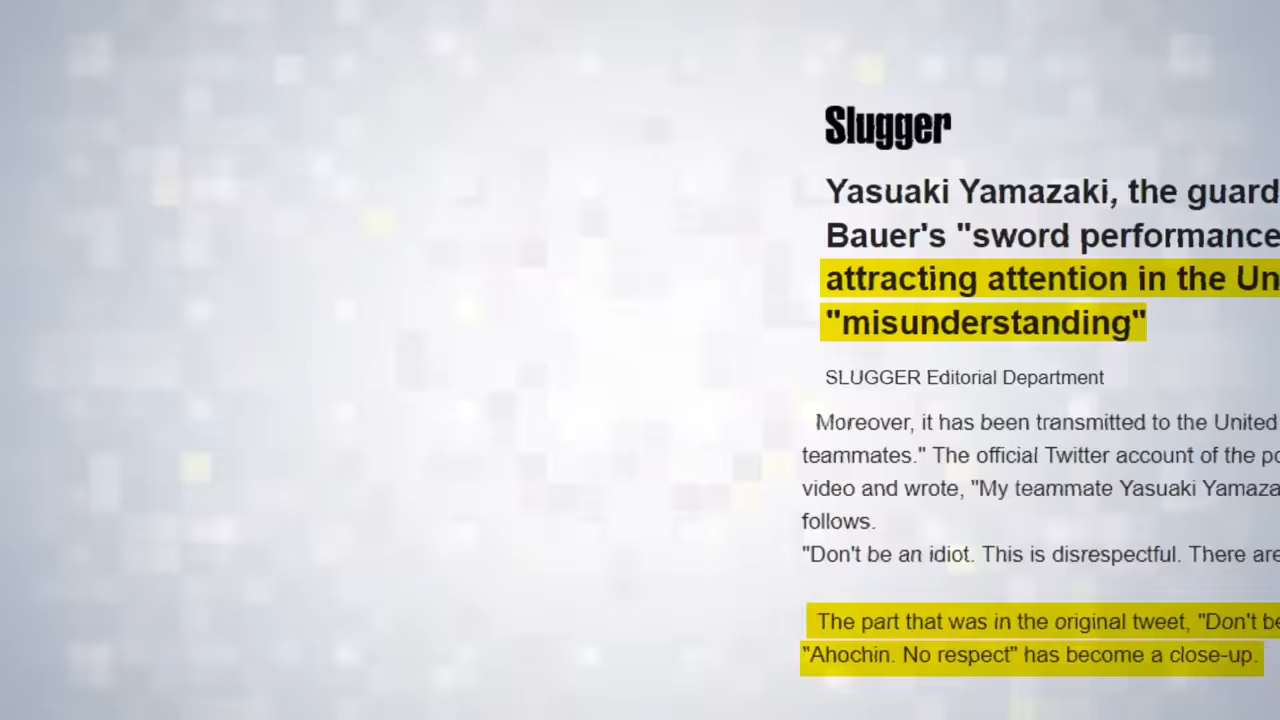 Slugger
Yasuaki Yamazaki, the guard
Bauer's "sword performance
attracting attention in the Un
"misunderstanding"
SLUGGER Editorial Department
Moreover, it has been transmitted to the United
teammates." The official Twitter account of the po
video and wrote, "My teammate Yasuaki Yamaza
follows.
"Don't be an idiot. This is disrespectful. There are
The part that was in the original tweet, "Don't be
"Ahochin. No respect" has become a close-up.